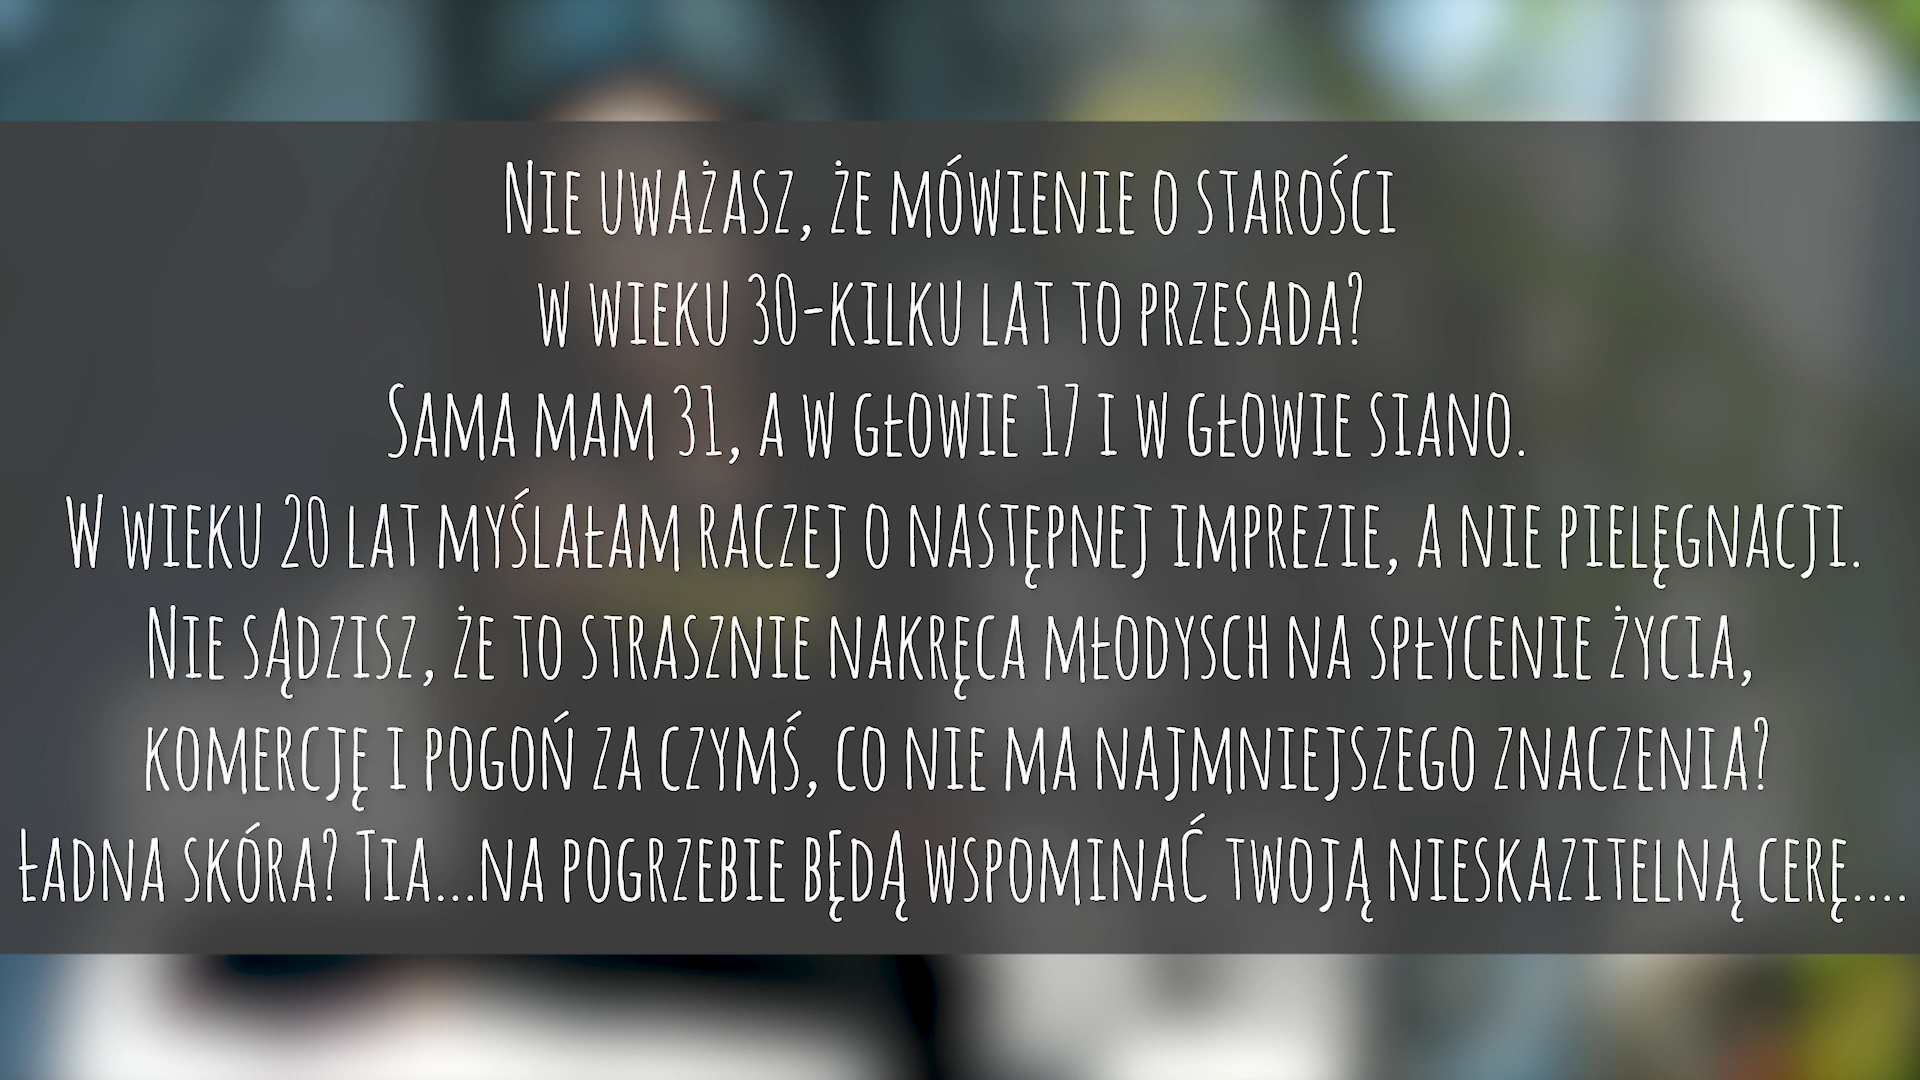 Nie uważasz, że mówienie o starości
w wieku 30-kilku lat to przesada?
Sama mam 31, a w głowie 17 i w głowie siano.
W wieku 20 lat myślałam raczej o następnej imprezie, a nie pielęgnacji.
Nie sądzisz, że to strasznie nakręca młodysch na spłycenie życia,
komercję i pogoń za czymś, co nie ma najmniejszego znaczenia?
Ładna skóra? Tia...na pogrzebie będą wspominać twoją nieskazitelną cerę....